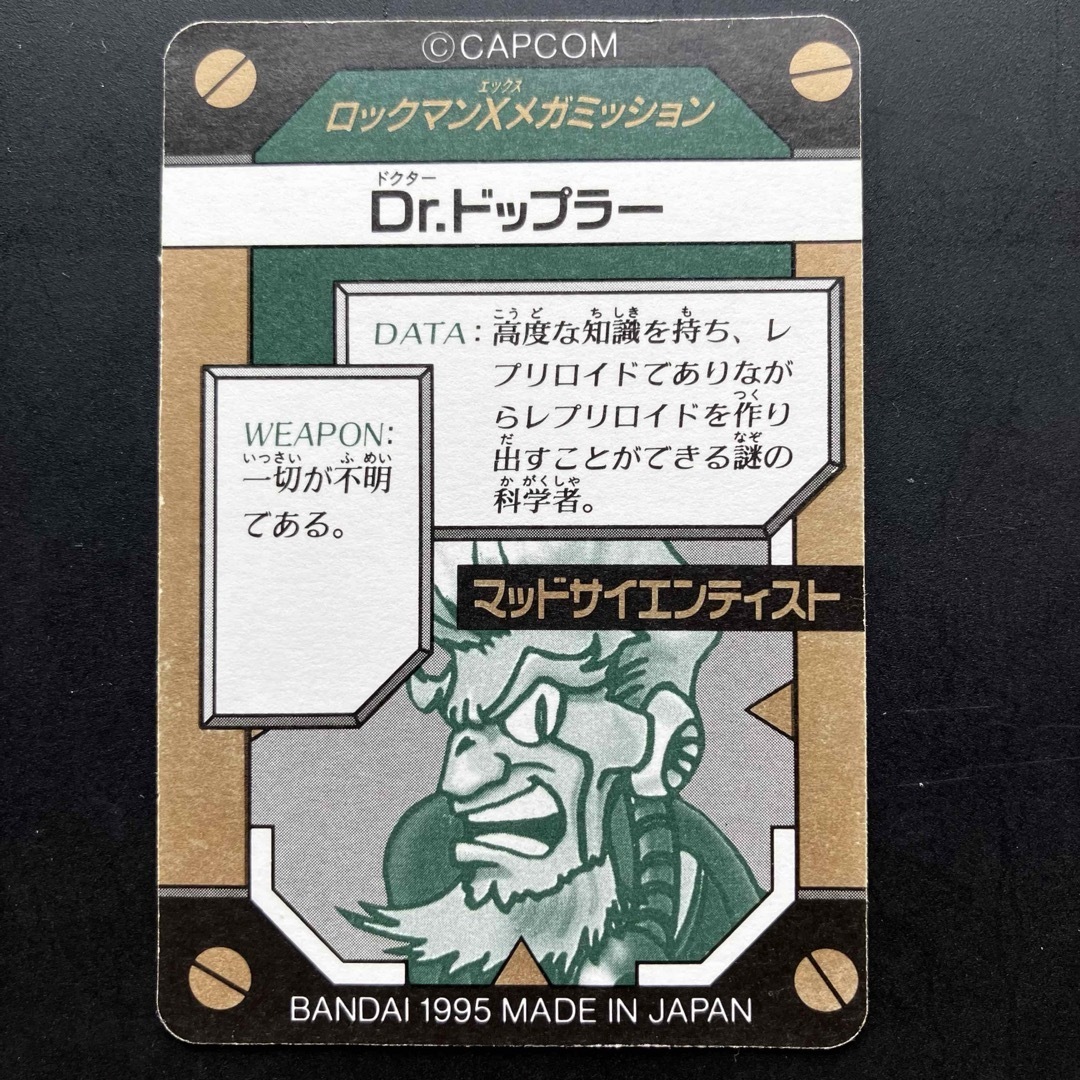 ©CAPCOM
エックス
ロックマンXメガミッション
ドクター
Dr.ドップラー
こうど ちしき も
DATA: 高度な知識を持ち、レ
プリロイドでありなが
つく
らレプリロイドを作り
だ なぞ
出すことができる謎の
かがくしゃ
科学者。
WEAPON:
いっさい ふめい
一切が不明
である。
マッドサイエンティスト
BANDAI 1995 MADE IN JAPAN